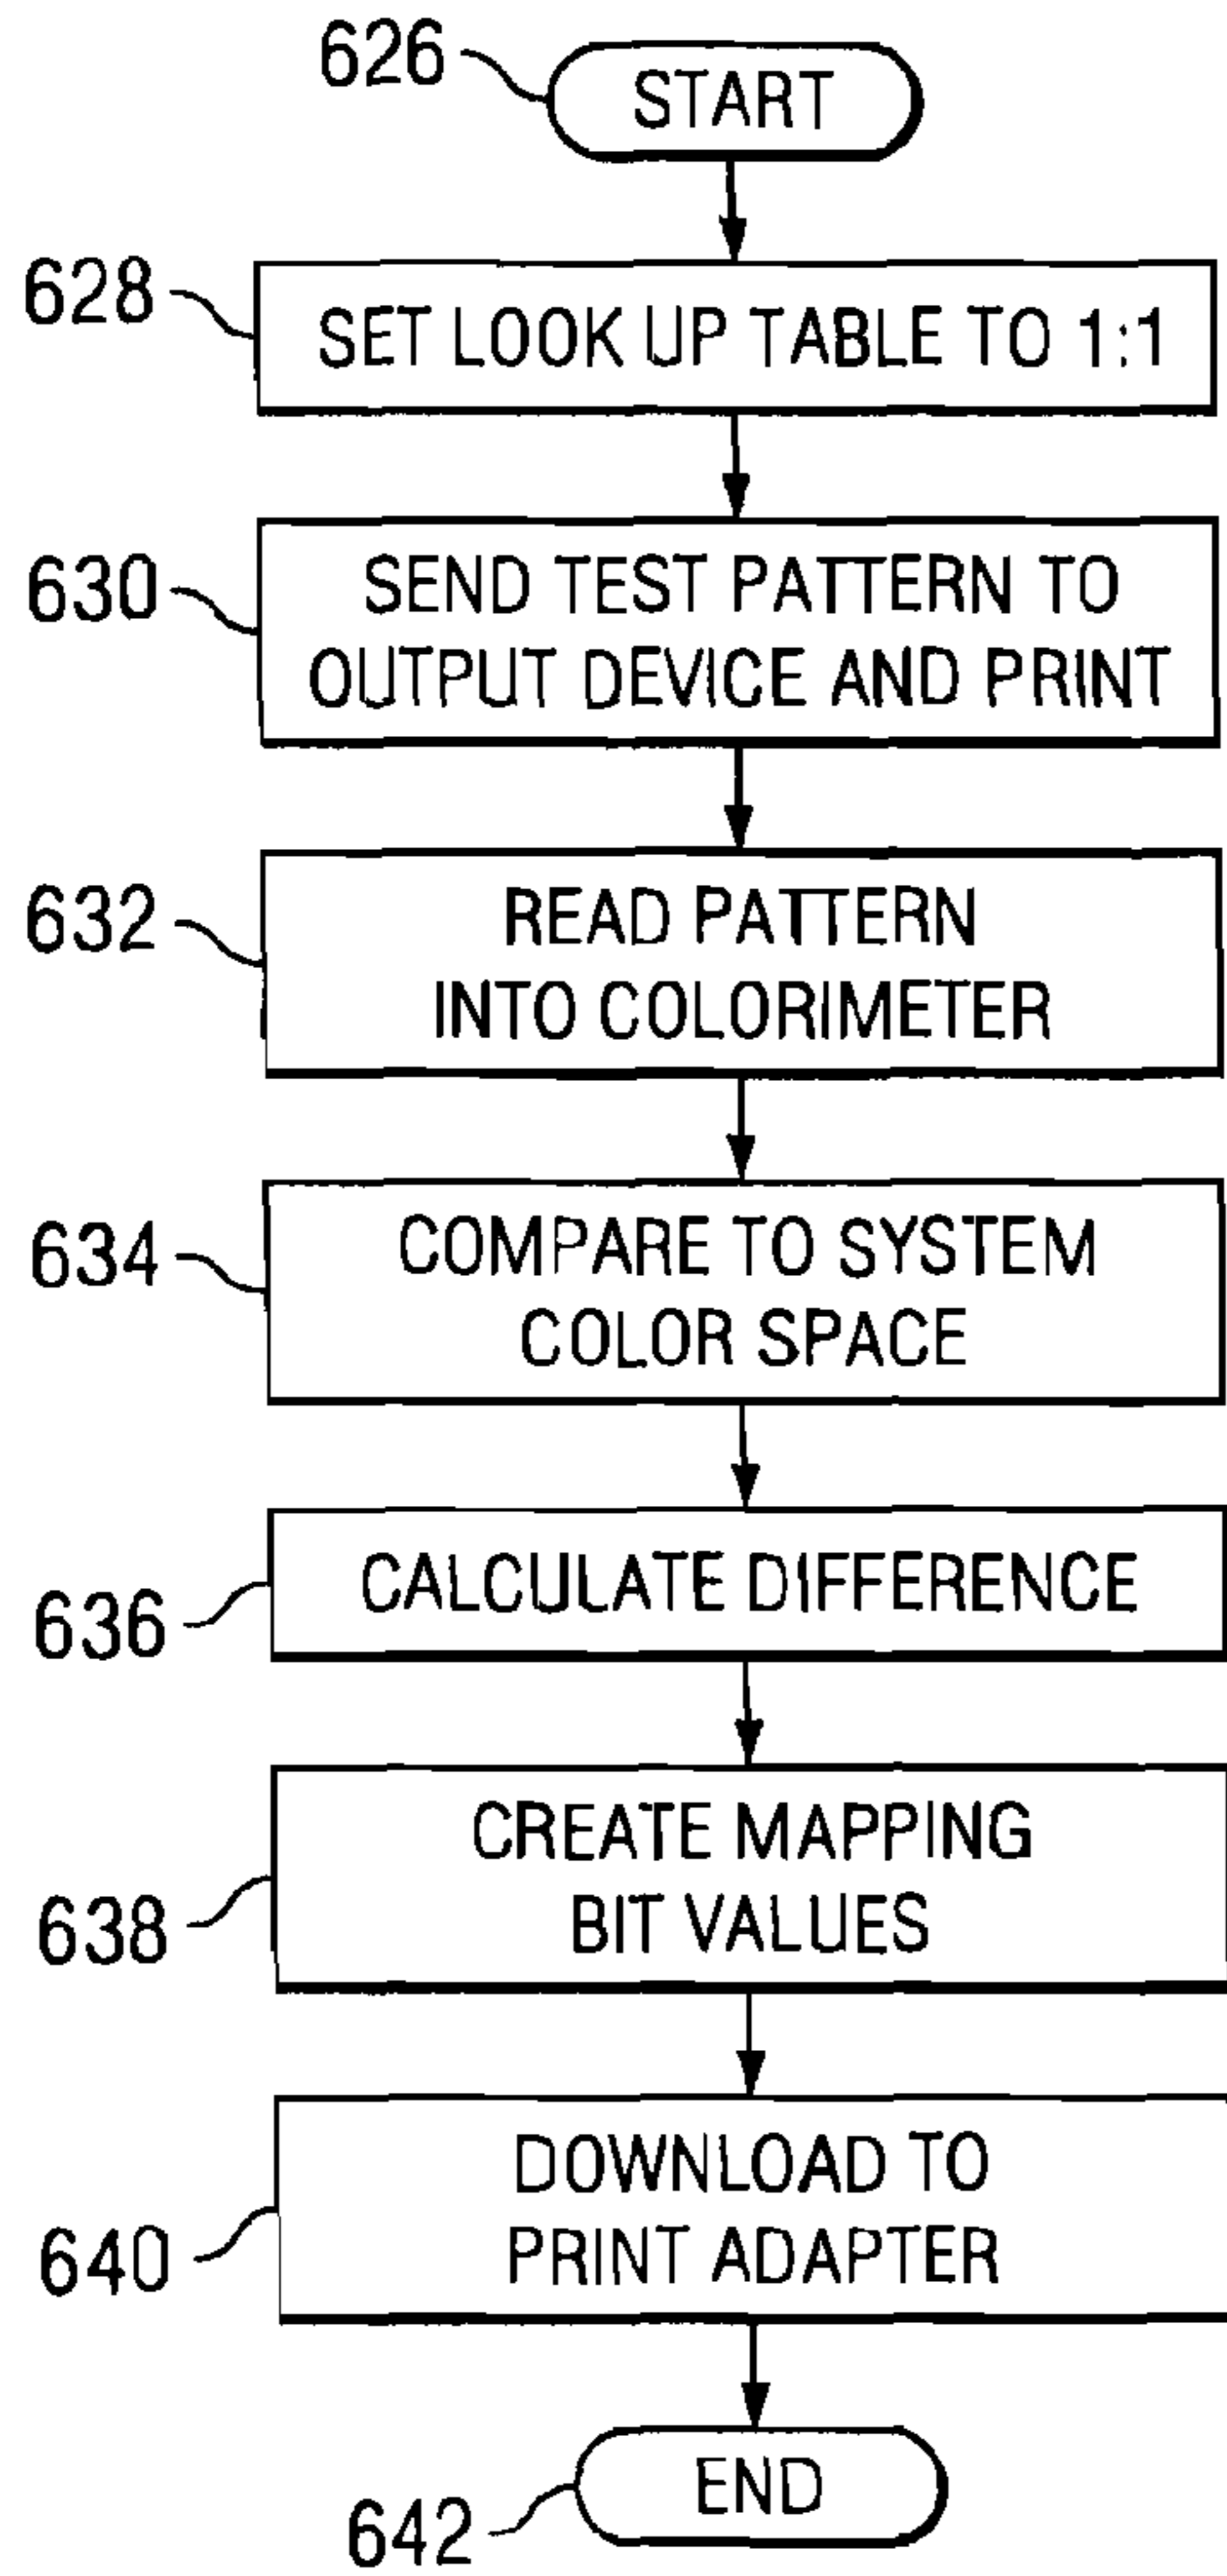 626
START
628
SET LOOK UP TABLE TO 1:1
630
SEND TEST PATTERN TO
OUTPUT DEVICE AND PRINT
632
READ PATTERN
INTO COLORIMETER
634
COMPARE TO SYSTEM
COLOR SPACE
636
CALCULATE DIFFERENCE
638
CREATE MAPPING
BIT VALUES
640
DOWNLOAD TO
PRINT ADAPTER
642
END